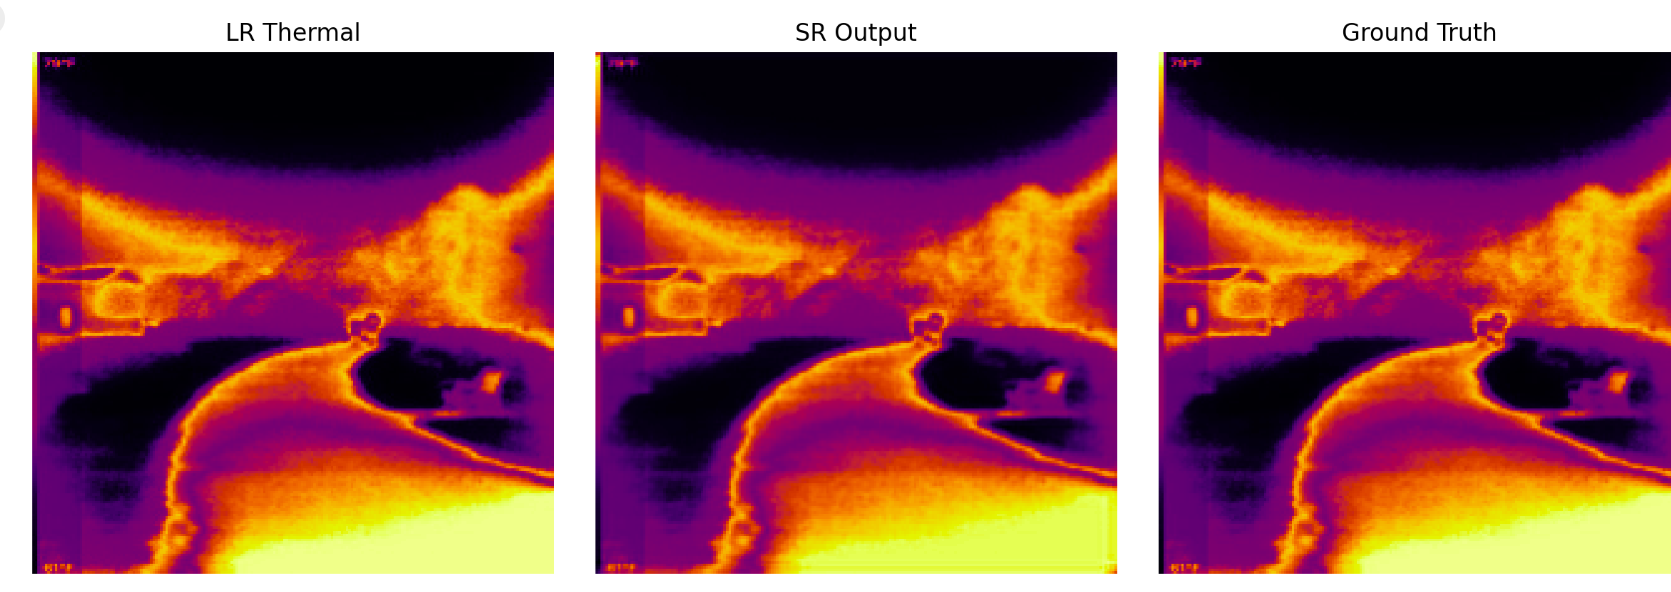 LR Thermal
SR Output
Ground Truth